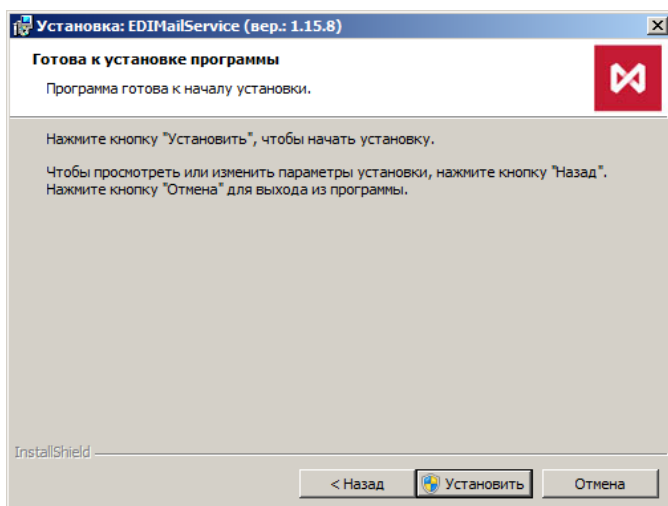 Установка: EDIMailService (вер.: 1.15.8)
Готова к установке программы
Программа готова к началу установки.
Нажмите кнопку "Установить", чтобы начать установку.
Чтобы просмотреть или изменить параметры установки, нажмите кнопку "Назад".
Нажмите кнопку "Отмена" для выхода из программы.
InstallShield
< Назад
Установить
Отмена